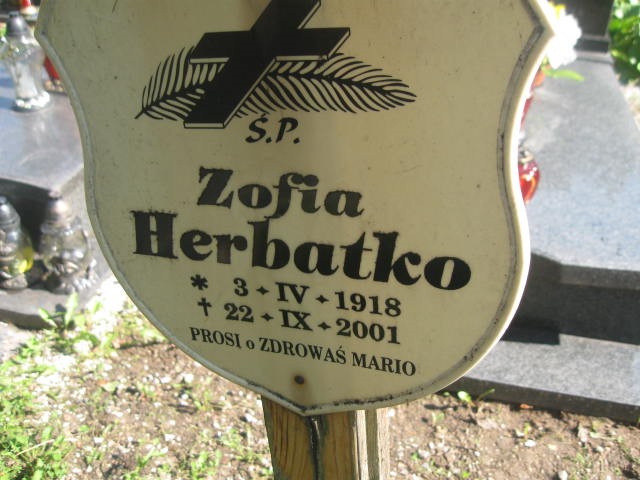 Ś.P.
Zofia
Herbatko
* 3 ✦ IV ✦ 1918
† 22 ✦ IX ✦ 2001
PROSI o ZDROWAŚ MARIO